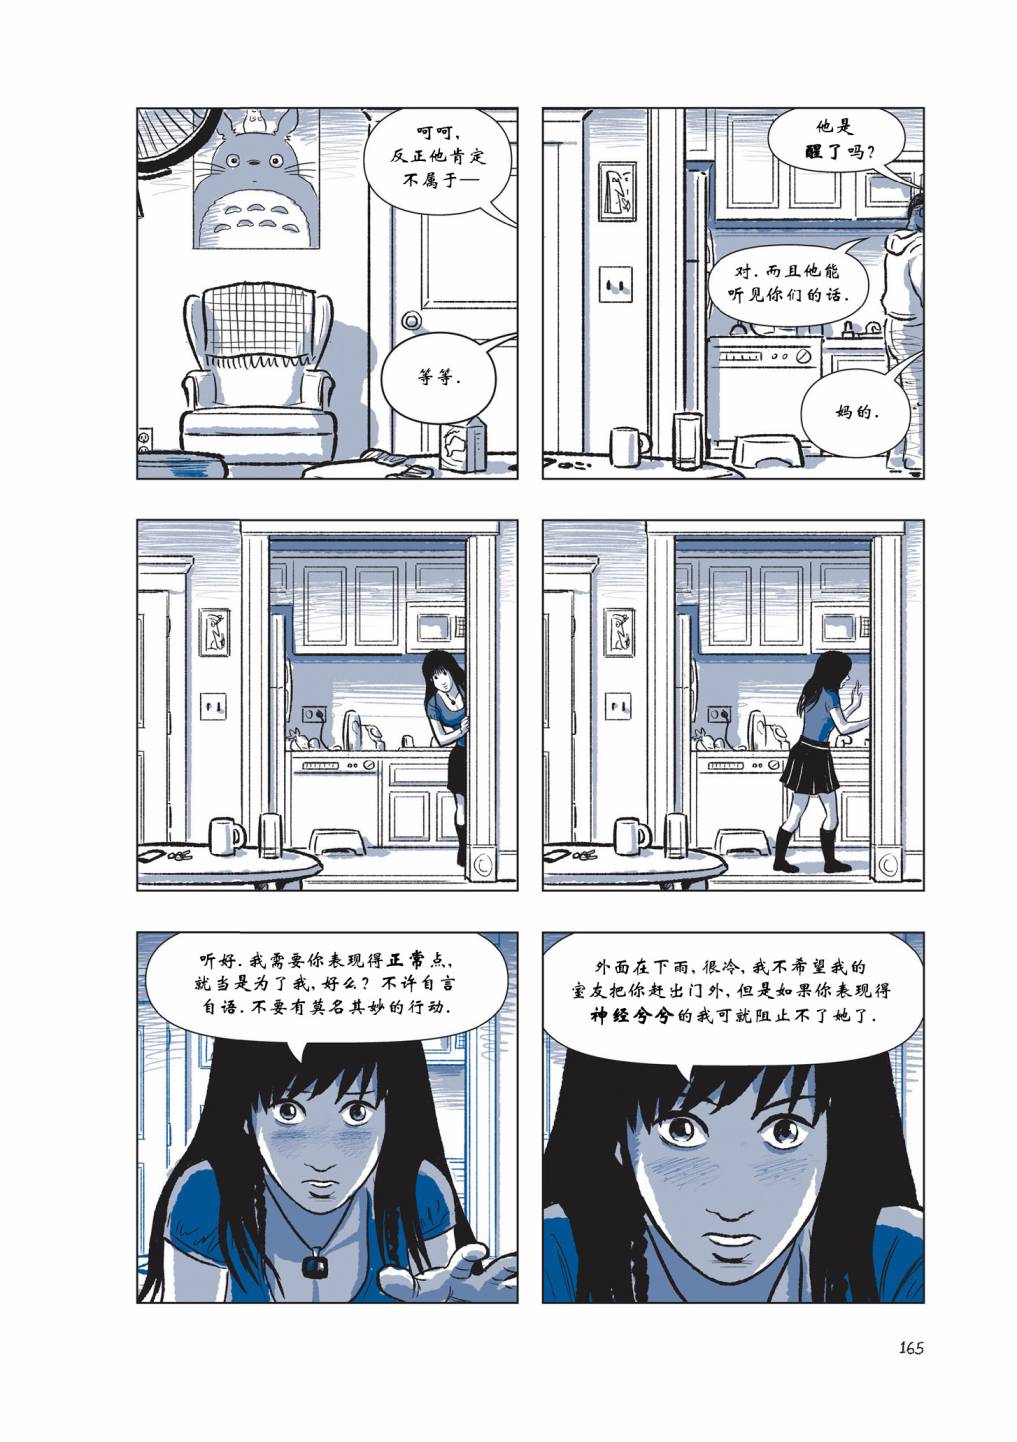 呵呵,
反正他肯定
不属于—
等等.
他是
醒了吗?
对.而且他能
听见你们的话.
妈的.
听好.我需要你表现得正常点,
就当是为了我,好么? 不许自言
自语.不要有莫名其妙的行动.
外面在下雨,很冷,我不希望我的
室友把你赶出门外,但是如果你表现得
神经兮兮的我可就阻止不了她了.
165